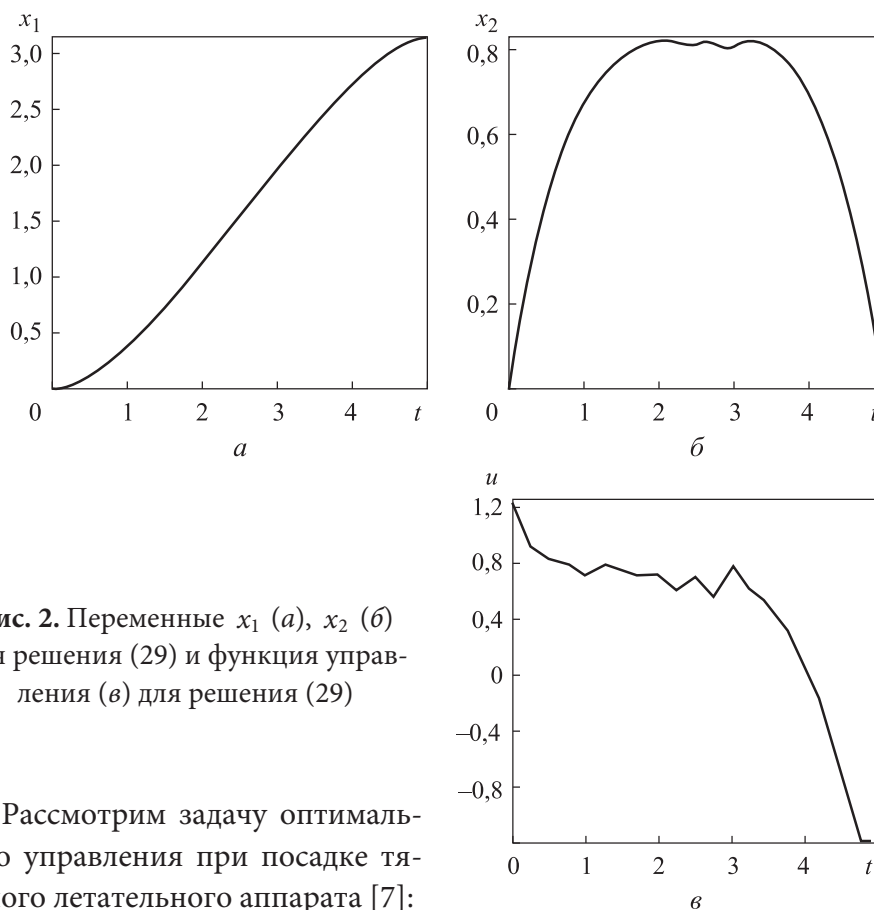 x₁
3,0
2,5
2,0
1,5
1,0
0,5
0 1 2 3 4 t
а
x₂
0,8
0,6
0,4
0,2
0 1 2 3 4
б
u
1,2
0,8
0,4
0
–0,4
–0,8
0 1 2 3 4 t
в
ис. 2. Переменные x₁ (а), x₂ (б)
я решения (29) и функция управ-
ления (в) для решения (29)
Рассмотрим задачу оптималь-
о управления при посадке тя-
ного летательного аппарата [7]: